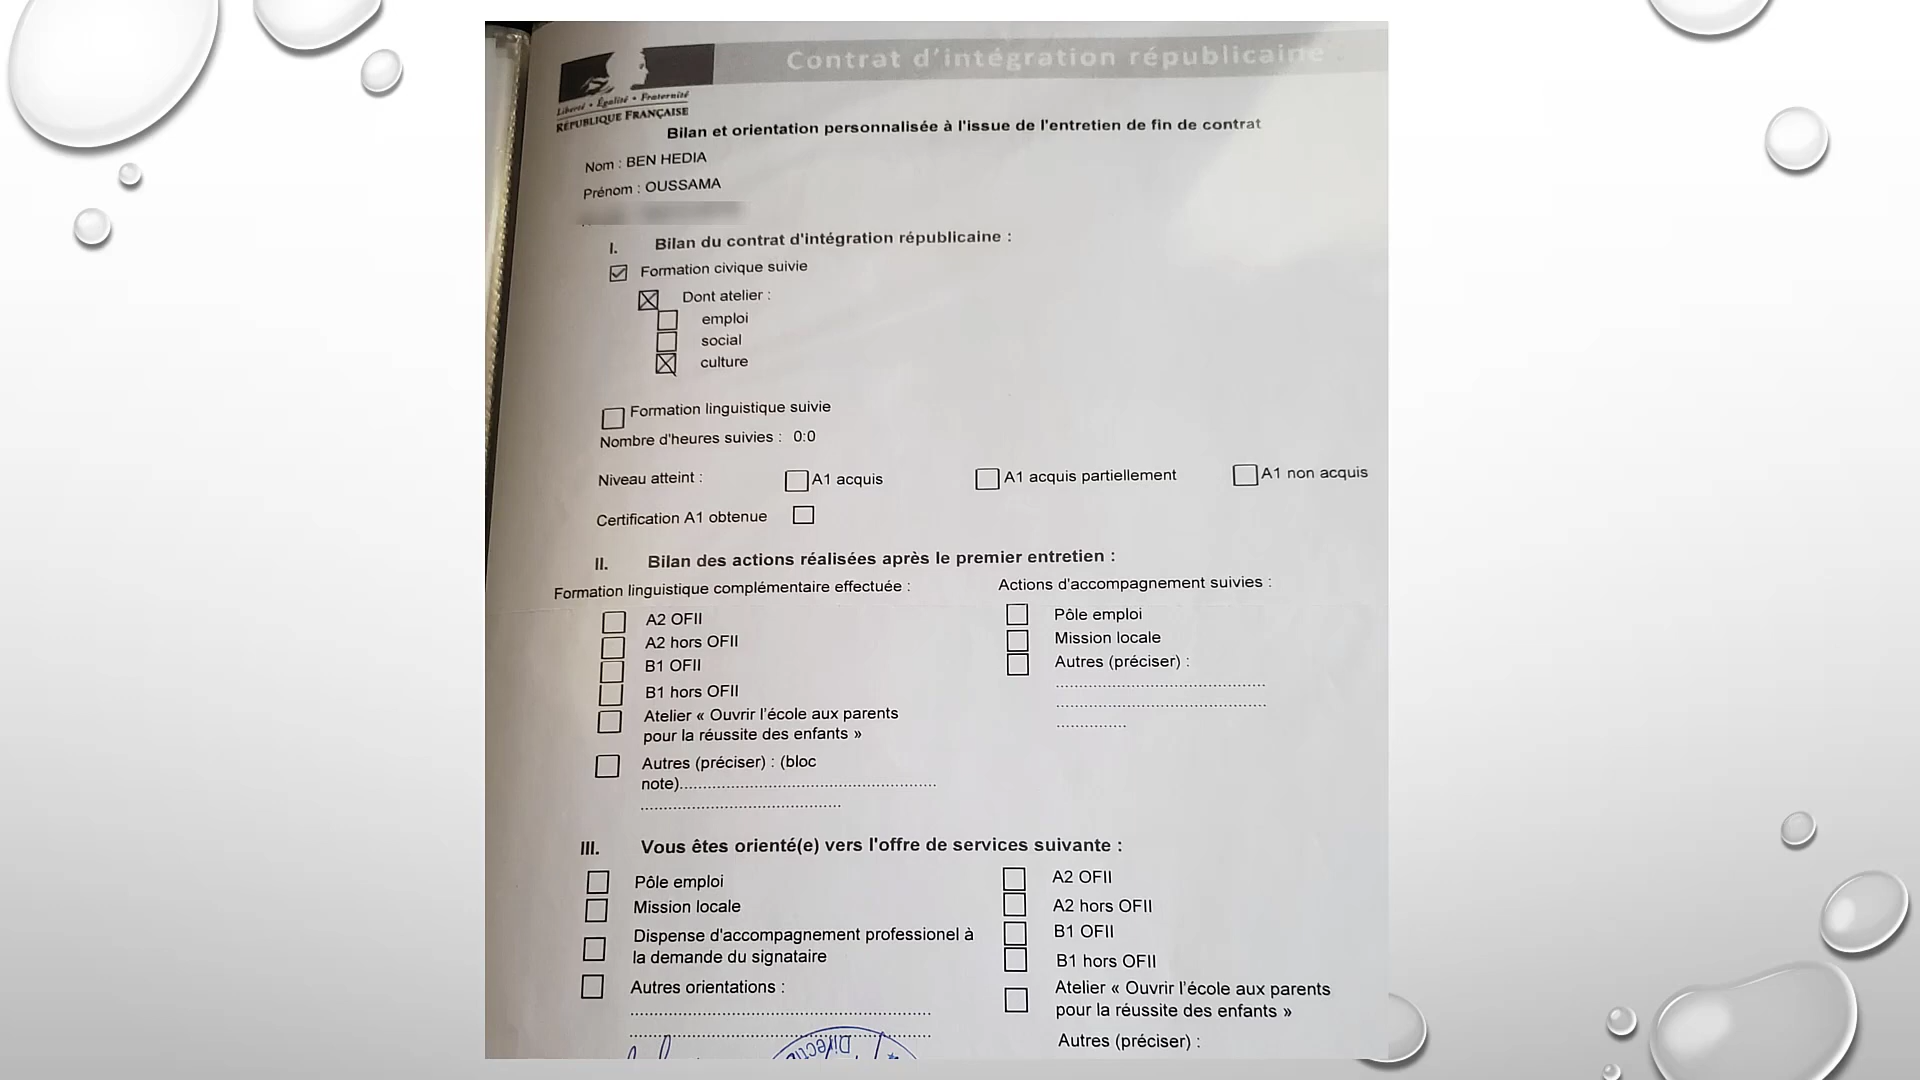 Contrat d'intégration républicaine
Liberté • Égalité • Fraternité
RÉPUBLIQUE FRANÇAISE
Bilan et orientation personnalisée à l'issue de l'entretien de fin de contrat
Nom : BEN HEDIA
Prénom : OUSSAMA
I. Bilan du contrat d'intégration républicaine :
Formation civique suivie
Dont atelier :
emploi
social
culture
Formation linguistique suivie
Nombre d'heures suivies : 0:0
Niveau atteint : A1 acquis A1 acquis partiellement A1 non acquis
Certification A1 obtenue
II. Bilan des actions réalisées après le premier entretien :
Formation linguistique complémentaire effectuée :
A2 OFII
A2 hors OFII
B1 OFII
B1 hors OFII
Atelier « Ouvrir l'école aux parents
pour la réussite des enfants »
Autres (préciser) : (bloc
note)........................................................
............................................
Actions d'accompagnement suivies :
Pôle emploi
Mission locale
Autres (préciser) :
..............................................
..............................................
...............
III. Vous êtes orienté(e) vers l'offre de services suivante :
Pôle emploi
Mission locale
Dispense d'accompagnement professionel à
la demande du signataire
Autres orientations :
..................................................................
..................................................................
A2 OFII
A2 hors OFII
B1 OFII
B1 hors OFII
Atelier « Ouvrir l'école aux parents
pour la réussite des enfants »
Autres (préciser) :